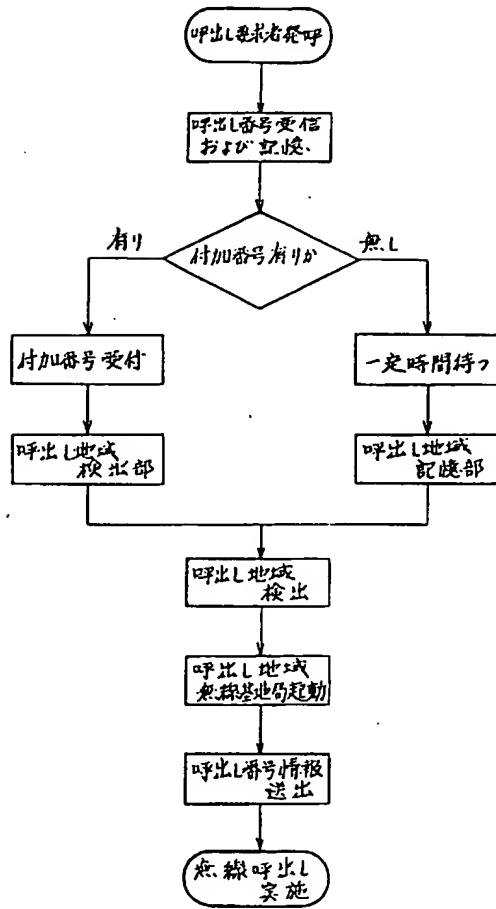 呼出し要求者発呼
呼出し番号受信
および記憶、
付加番号有りか
有り
無し
付加番号受付
一定時間待つ
呼出し地域
検出部
呼出し地域
記憶部
呼出し地域
検出
呼出し地域
無線基地局起動
呼出し番号情報
送出
無線呼出し
実施